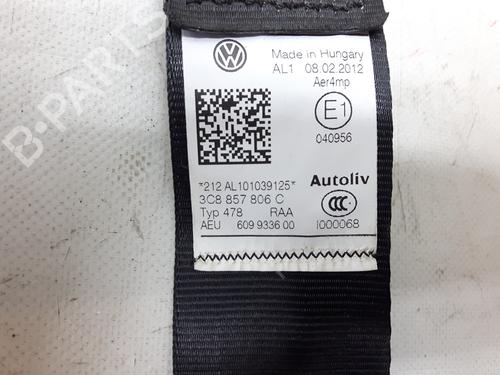 Made in Hungary
AL1 08.02.2012
Aer4mp
E1
040956
*212 AL101039125*
3C8 857 806 C
Typ 478 RAA
AEU 609 9336 00
Autoliv
CCC
I000068
B-PARTS